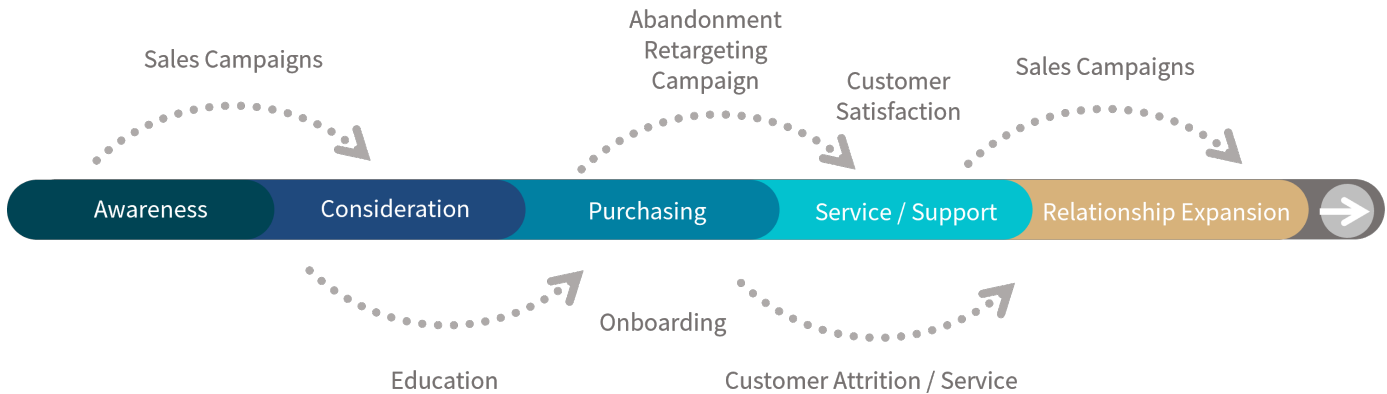 Sales Campaigns
Abandonment
Retargeting
Campaign
Customer
Satisfaction
Sales Campaigns
Awareness
Consideration
Purchasing
Service / Support
Relationship Expansion
Onboarding
Education
Customer Attrition / Service